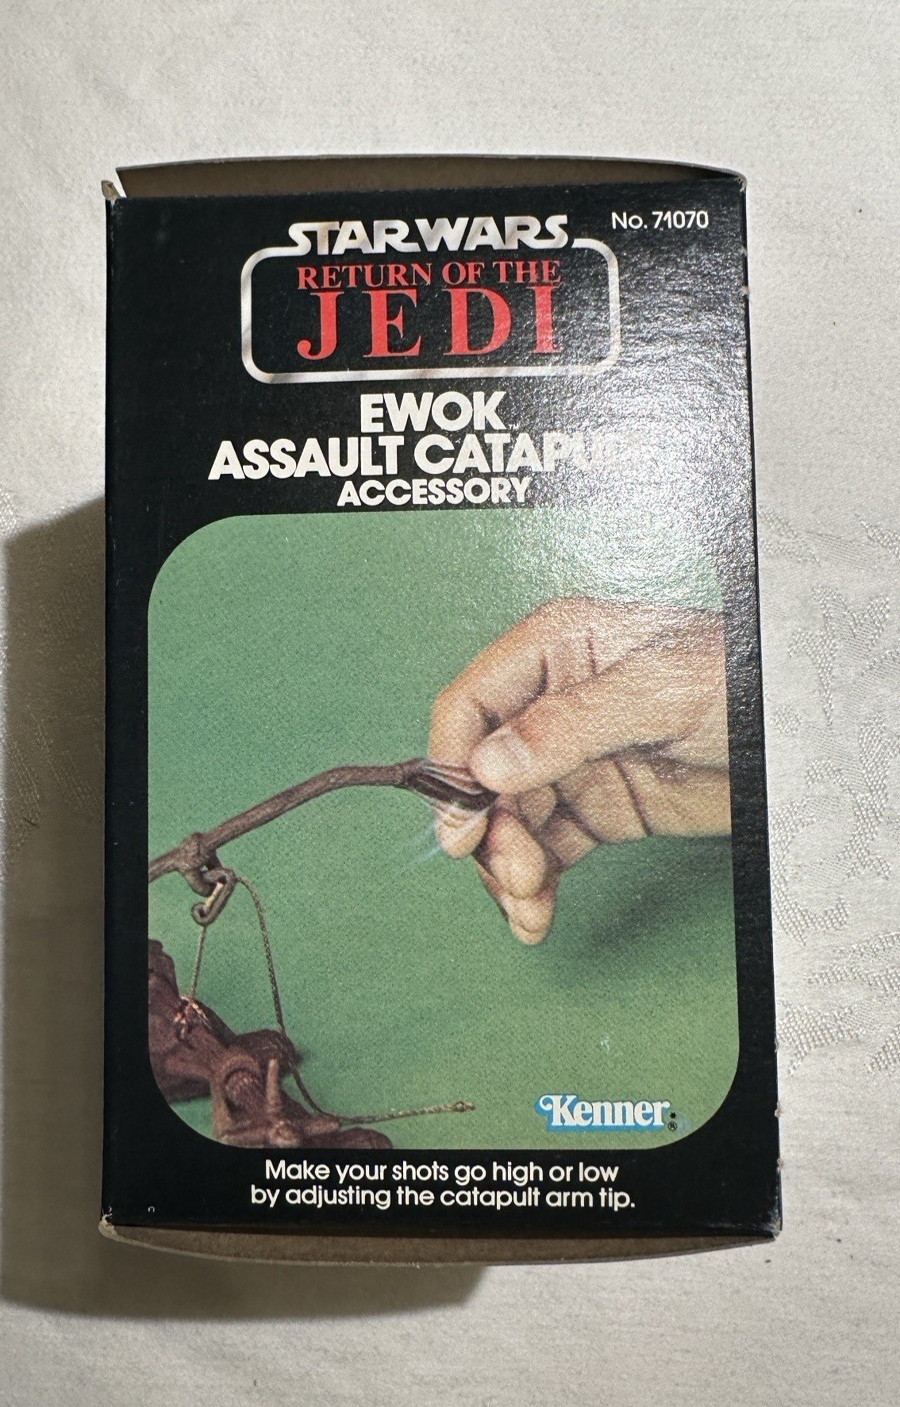 No. 71070
STAR WARS
RETURN OF THE
JEDI
EWOK
ASSAULT CATAPULT
ACCESSORY
Kenner®
Make your shots go high or low
by adjusting the catapult arm tip.